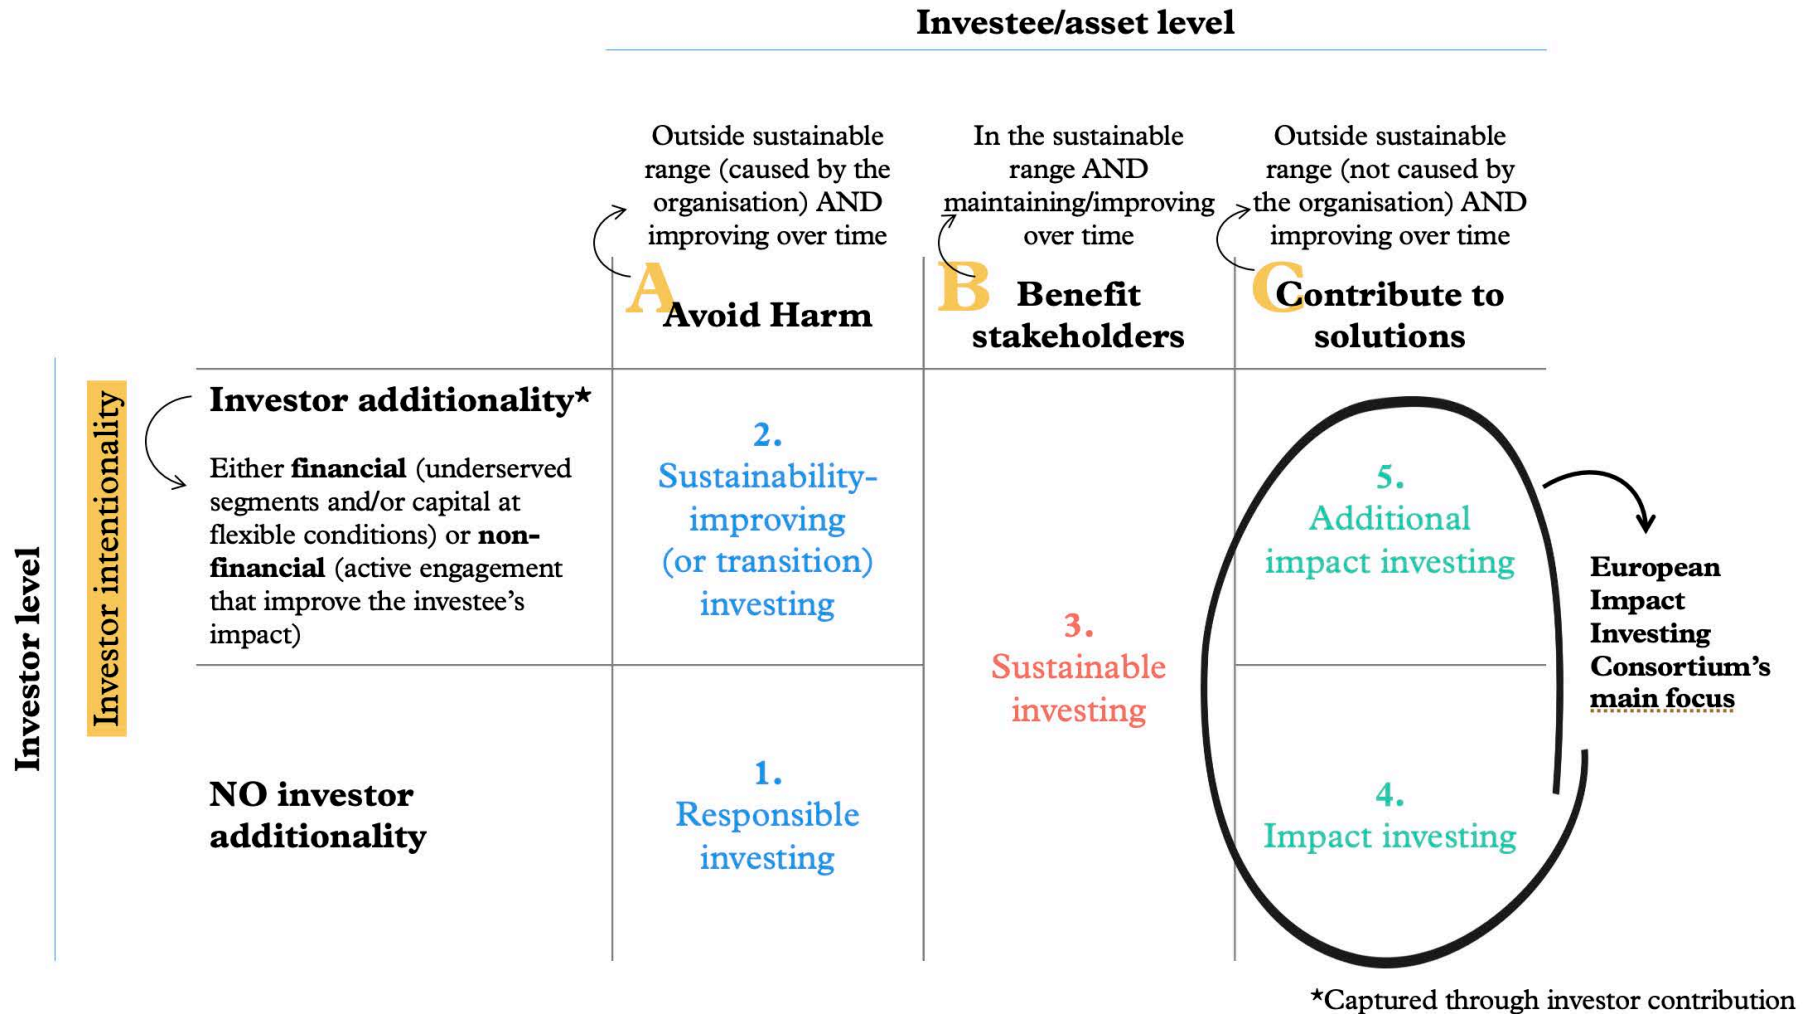 Investee/asset level
Outside sustainable
range (caused by the
organisation) AND
improving over time
In the sustainable
range AND
maintaining/improving
over time
Outside sustainable
range (not caused by
the organisation) AND
improving over time
A
Avoid Harm
B
Benefit
stakeholders
C
Contribute to
solutions
Investor level
Investor intentionality
Investor additionality★
Either financial (underserved
segments and/or capital at
flexible conditions) or non-
financial (active engagement
that improve the investee's
impact)
2.
Sustainability-
improving
(or transition)
investing
3.
Sustainable
investing
5.
Additional
impact investing
European
Impact
Investing
Consortium's
main focus
NO investor
additionality
1.
Responsible
investing
4.
Impact investing
★Captured through investor contribution